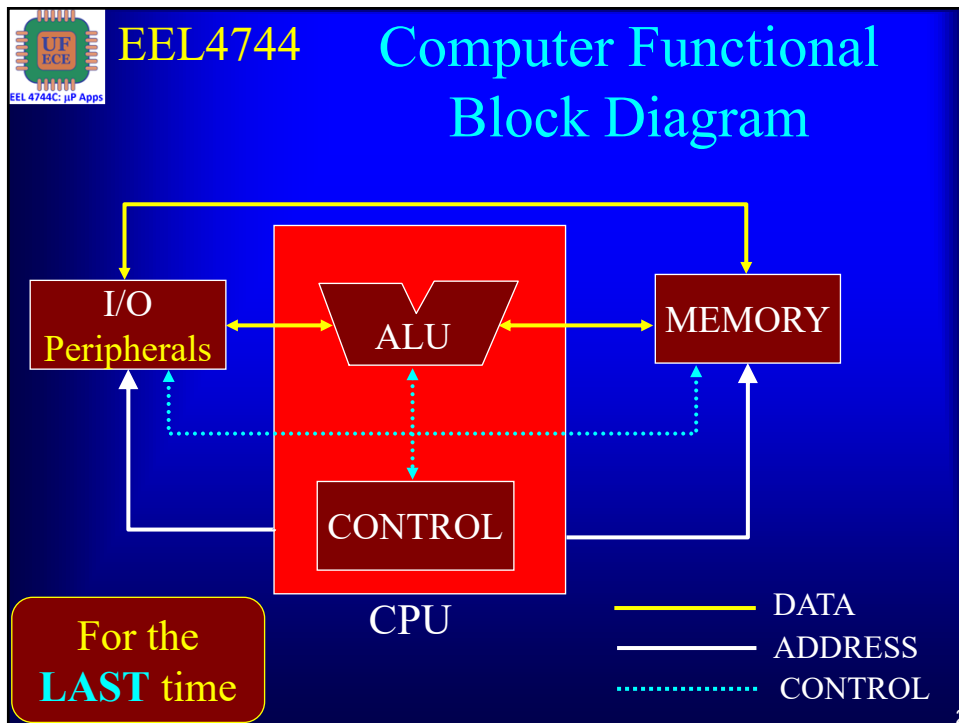 UF
ECE
EEL 4744C: µP Apps
EEL4744
Computer Functional
Block Diagram
I/O
Peripherals
ALU
MEMORY
CONTROL
CPU
For the
LAST time
DATA
ADDRESS
CONTROL